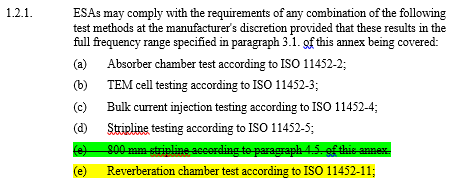 1.2.1. ESAs may comply with the requirements of any combination of the following
test methods at the manufacturer's discretion provided that these results in the
full frequency range specified in paragraph 3.1. of this annex being covered:
(a) Absorber chamber test according to ISO 11452-2;
(b) TEM cell testing according to ISO 11452-3;
(c) Bulk current injection testing according to ISO 11452-4;
(d) Stripline testing according to ISO 11452-5;
(e) 800 mm stripline according to paragraph 4.5. of this annex.
(e) Reverberation chamber test according to ISO 11452-11;